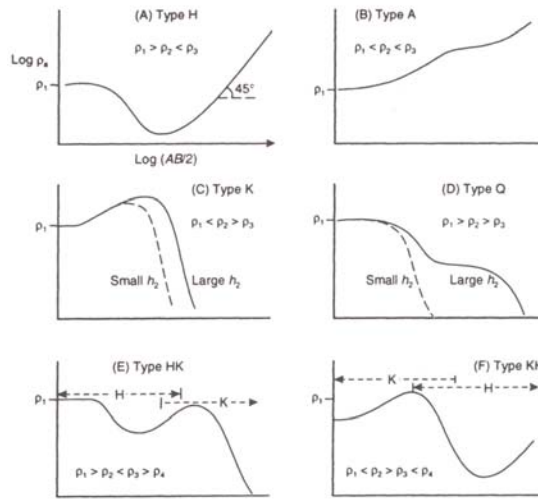 (A) Type H
ρ₁ > ρ₂ < ρ₃
Log ρₐ
ρ₁
45°
Log (AB/2)
(B) Type A
ρ₁ < ρ₂ < ρ₃
(C) Type K
ρ₁ < ρ₂ > ρ₃
ρ₁
Small h₂
Large h₂
(D) Type Q
ρ₁ > ρ₂ > ρ₃
ρ₁
Small h₂
Large h₂
(E) Type HK
H
K
ρ₁
ρ₁ > ρ₂ < ρ₃ > ρ₄
(F) Type KH
K
H
ρ₁
ρ₁ < ρ₂ > ρ₃ < ρ₄